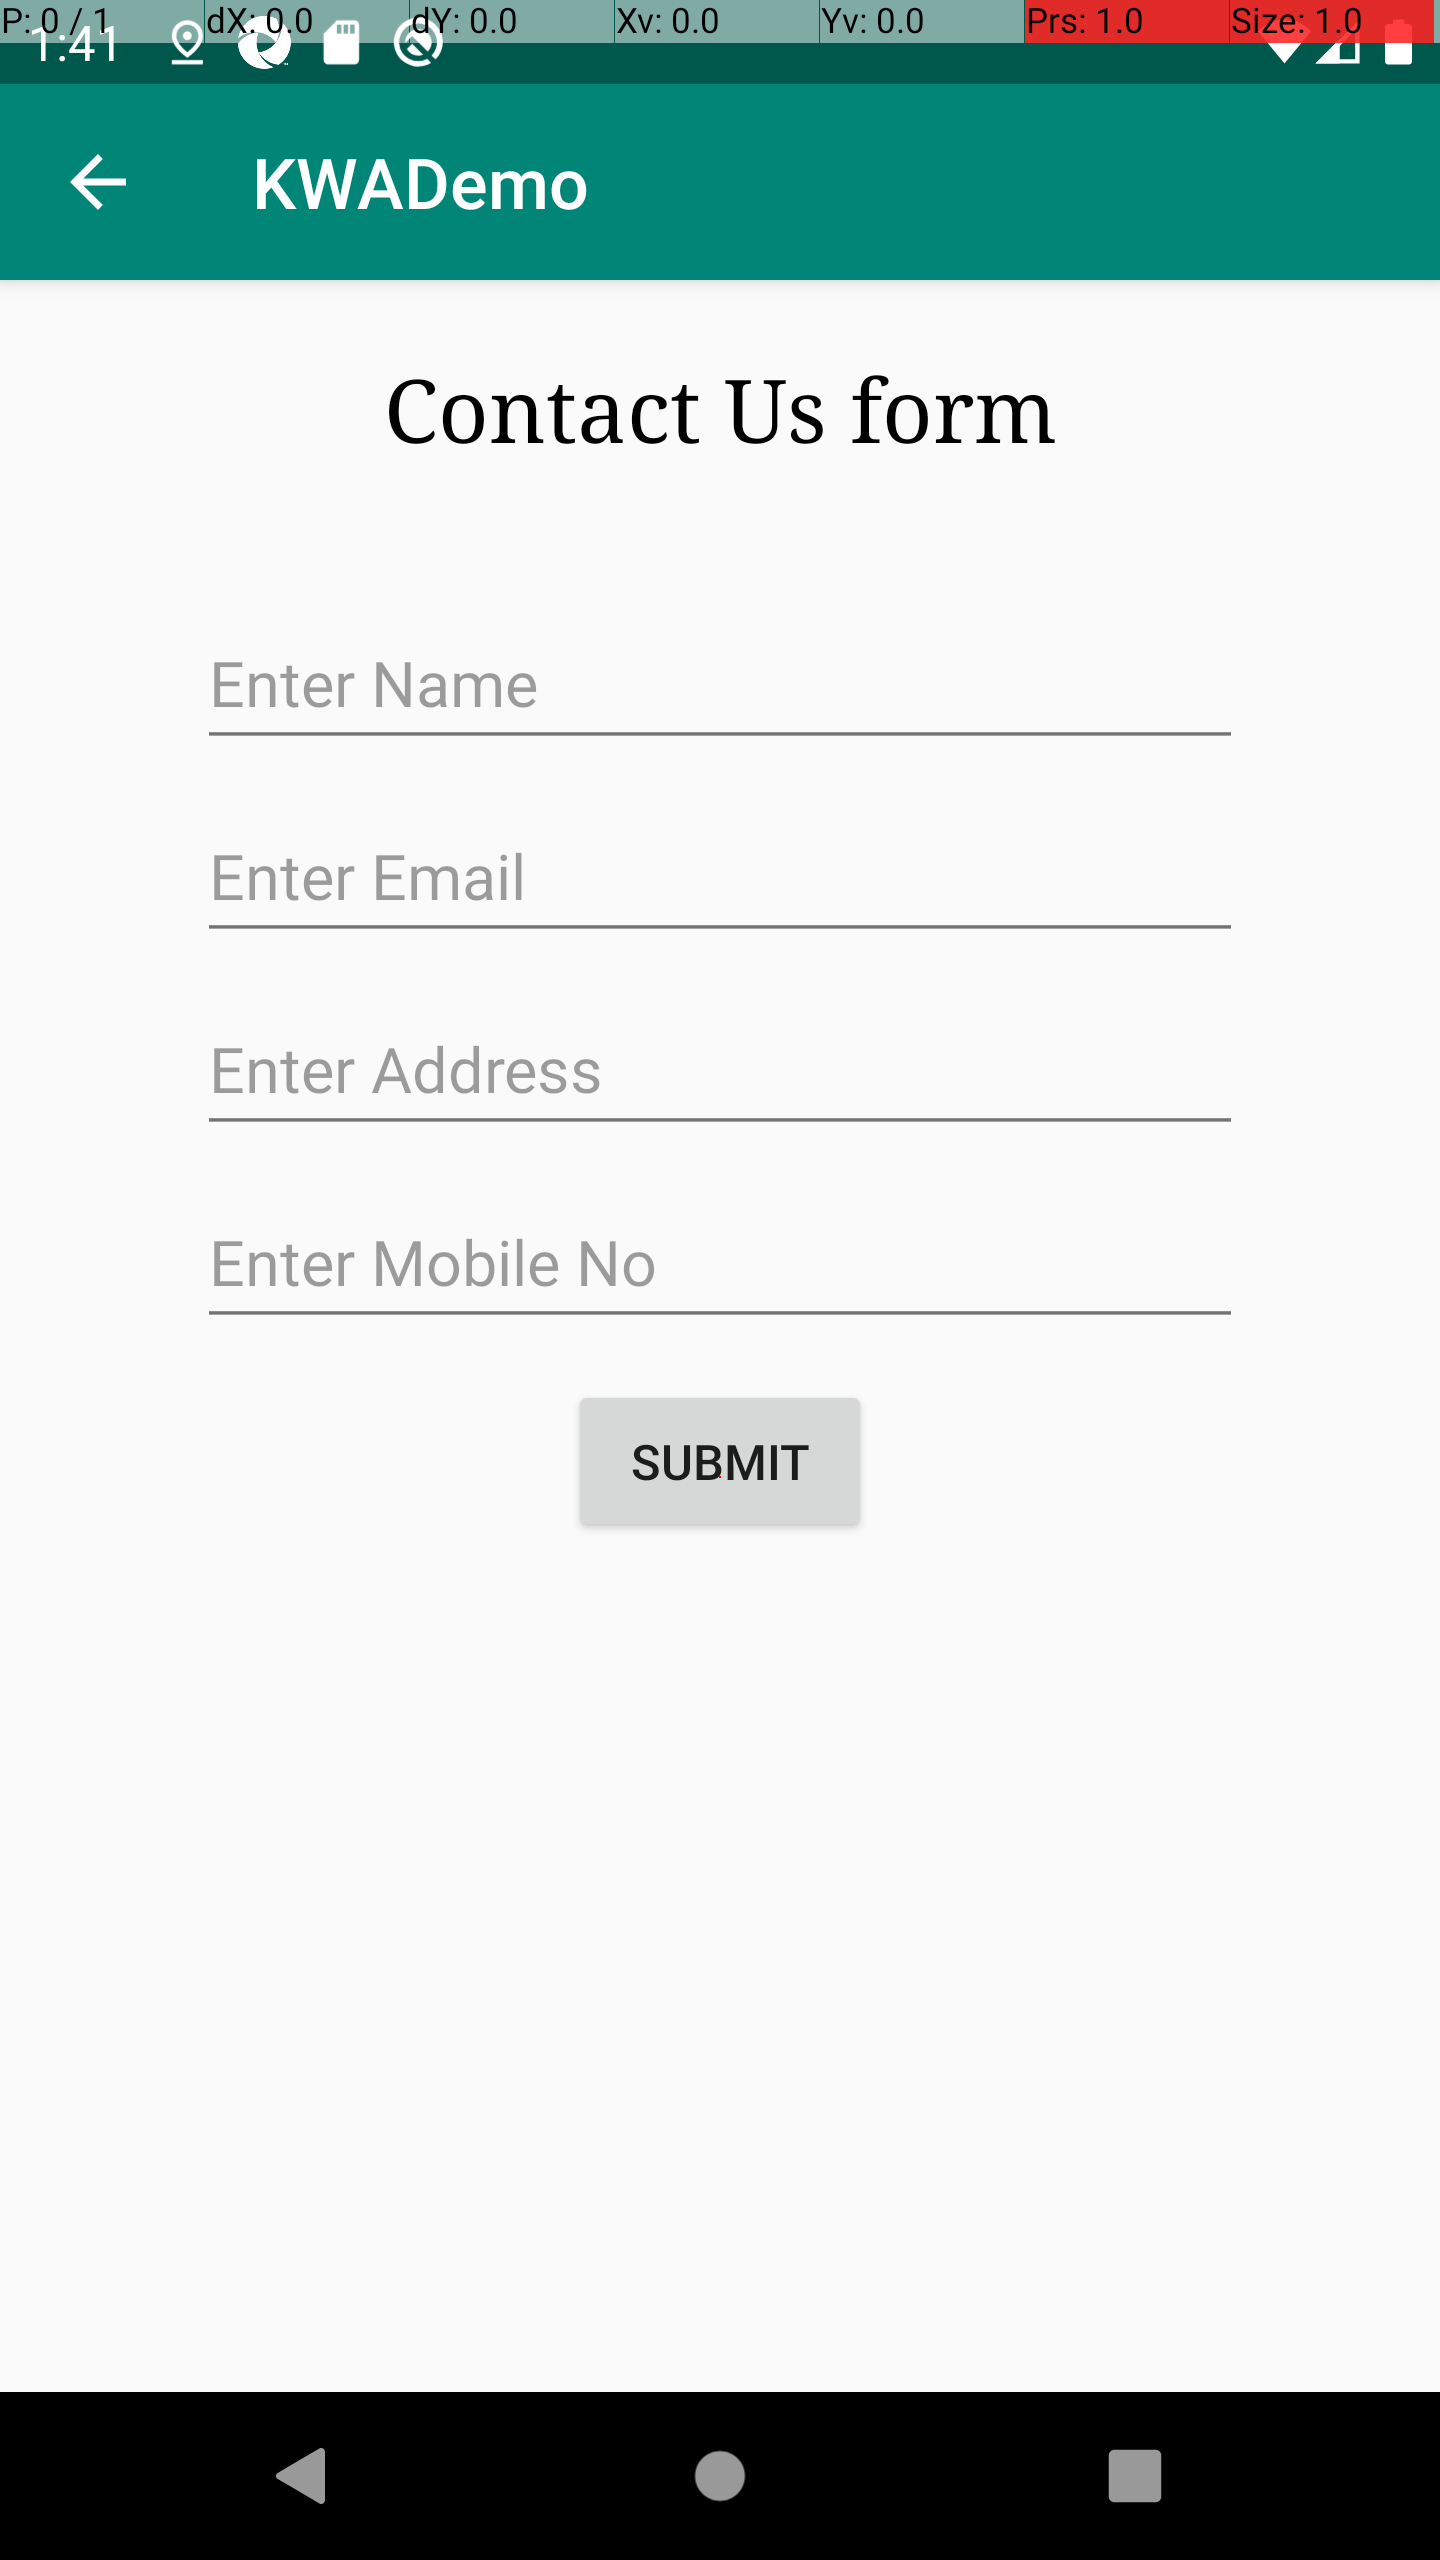 P: 0 / 1 dX: 0.0 dY: 0.0 Xv: 0.0 Yv: 0.0 Prs: 1.0 Size: 1.0
1:41
KWADemo
Contact Us form
Enter Name
Enter Email
Enter Address
Enter Mobile No
SUBMIT